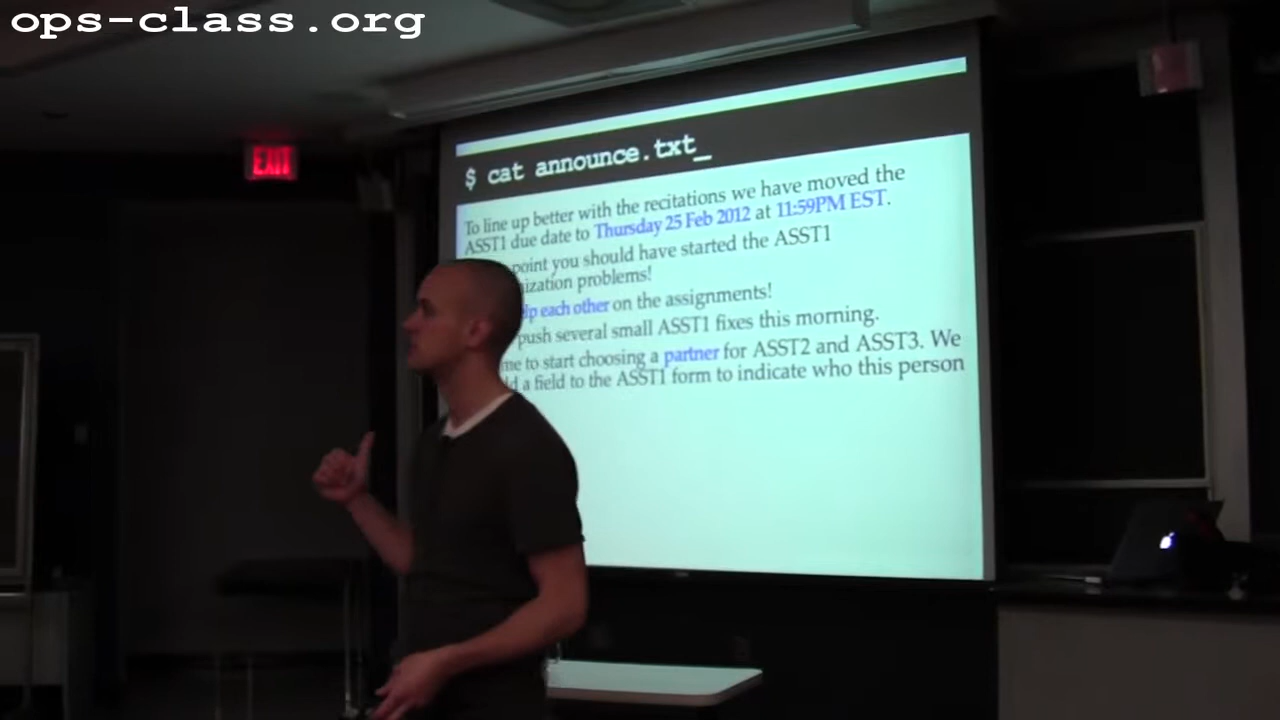 ops-class.org
EXIT
$ cat announce.txt_
To line up better with the recitations we have moved the
ASST1 due date to Thursday 25 Feb 2012 at 11:59PM EST.
point you should have started the ASST1
problems!
each other on the assignments!
push several small ASST1 fixes this morning.
to start choosing a partner for ASST2 and ASST3. We
a field to the ASST1 form to indicate who this person